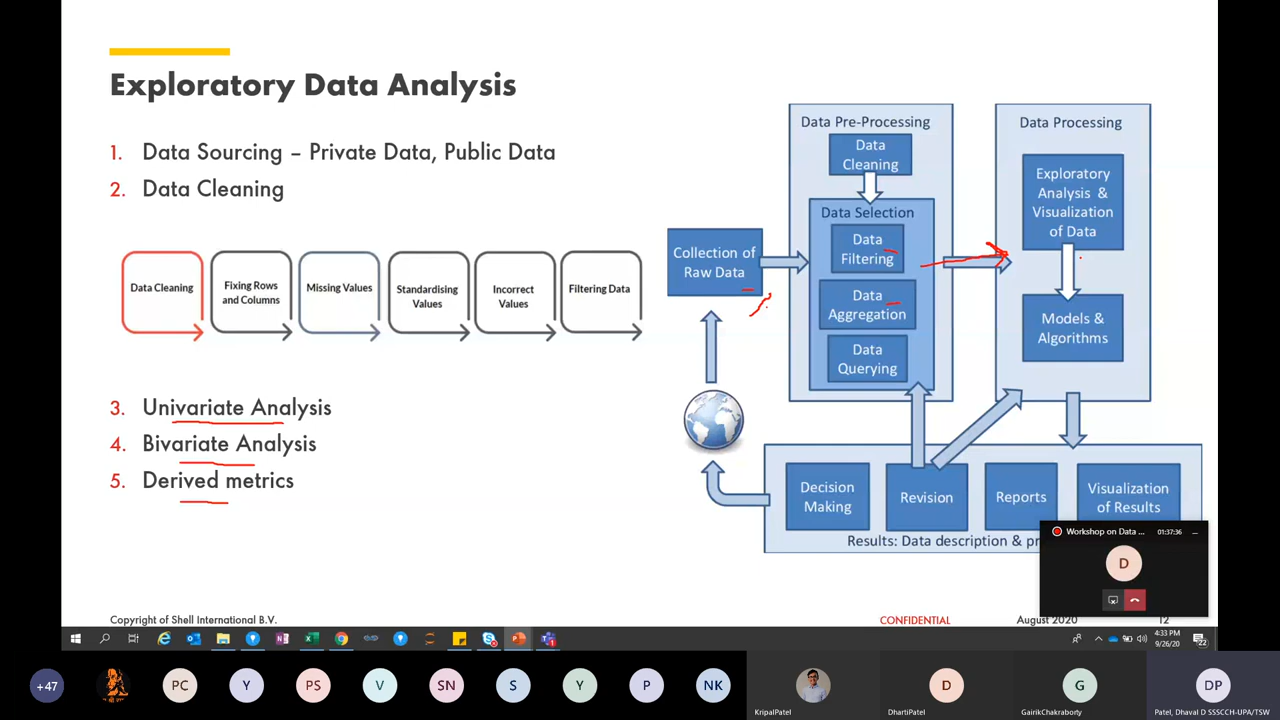 Exploratory Data Analysis
1. Data Sourcing – Private Data, Public Data
2. Data Cleaning
Data Cleaning
Fixing Rows
and Columns
Missing Values
Standardising
Values
Incorrect
Values
Filtering Data
3. Univariate Analysis
4. Bivariate Analysis
5. Derived metrics
Collection of
Raw Data
Data Pre-Processing
Data
Cleaning
Data Selection
Data
Filtering
Data
Aggregation
Data
Querying
Data Processing
Exploratory
Analysis &
Visualization
of Data
Models &
Algorithms
Decision
Making
Revision
Reports
Visualization
of Results
Results: Data description & pr
Workshop on Data ... 01:37:36
D
Copyright of Shell International B.V.
CONFIDENTIAL
August 2020
12
4:33 PM
9/26/20
22
+47
PC
Y
PS
V
SN
S
Y
P
NK
KripalPatel
D
DhartiPatel
G
GairikChakraborty
DP
Patel, Dhaval D SSSCCH-UPA/TSW